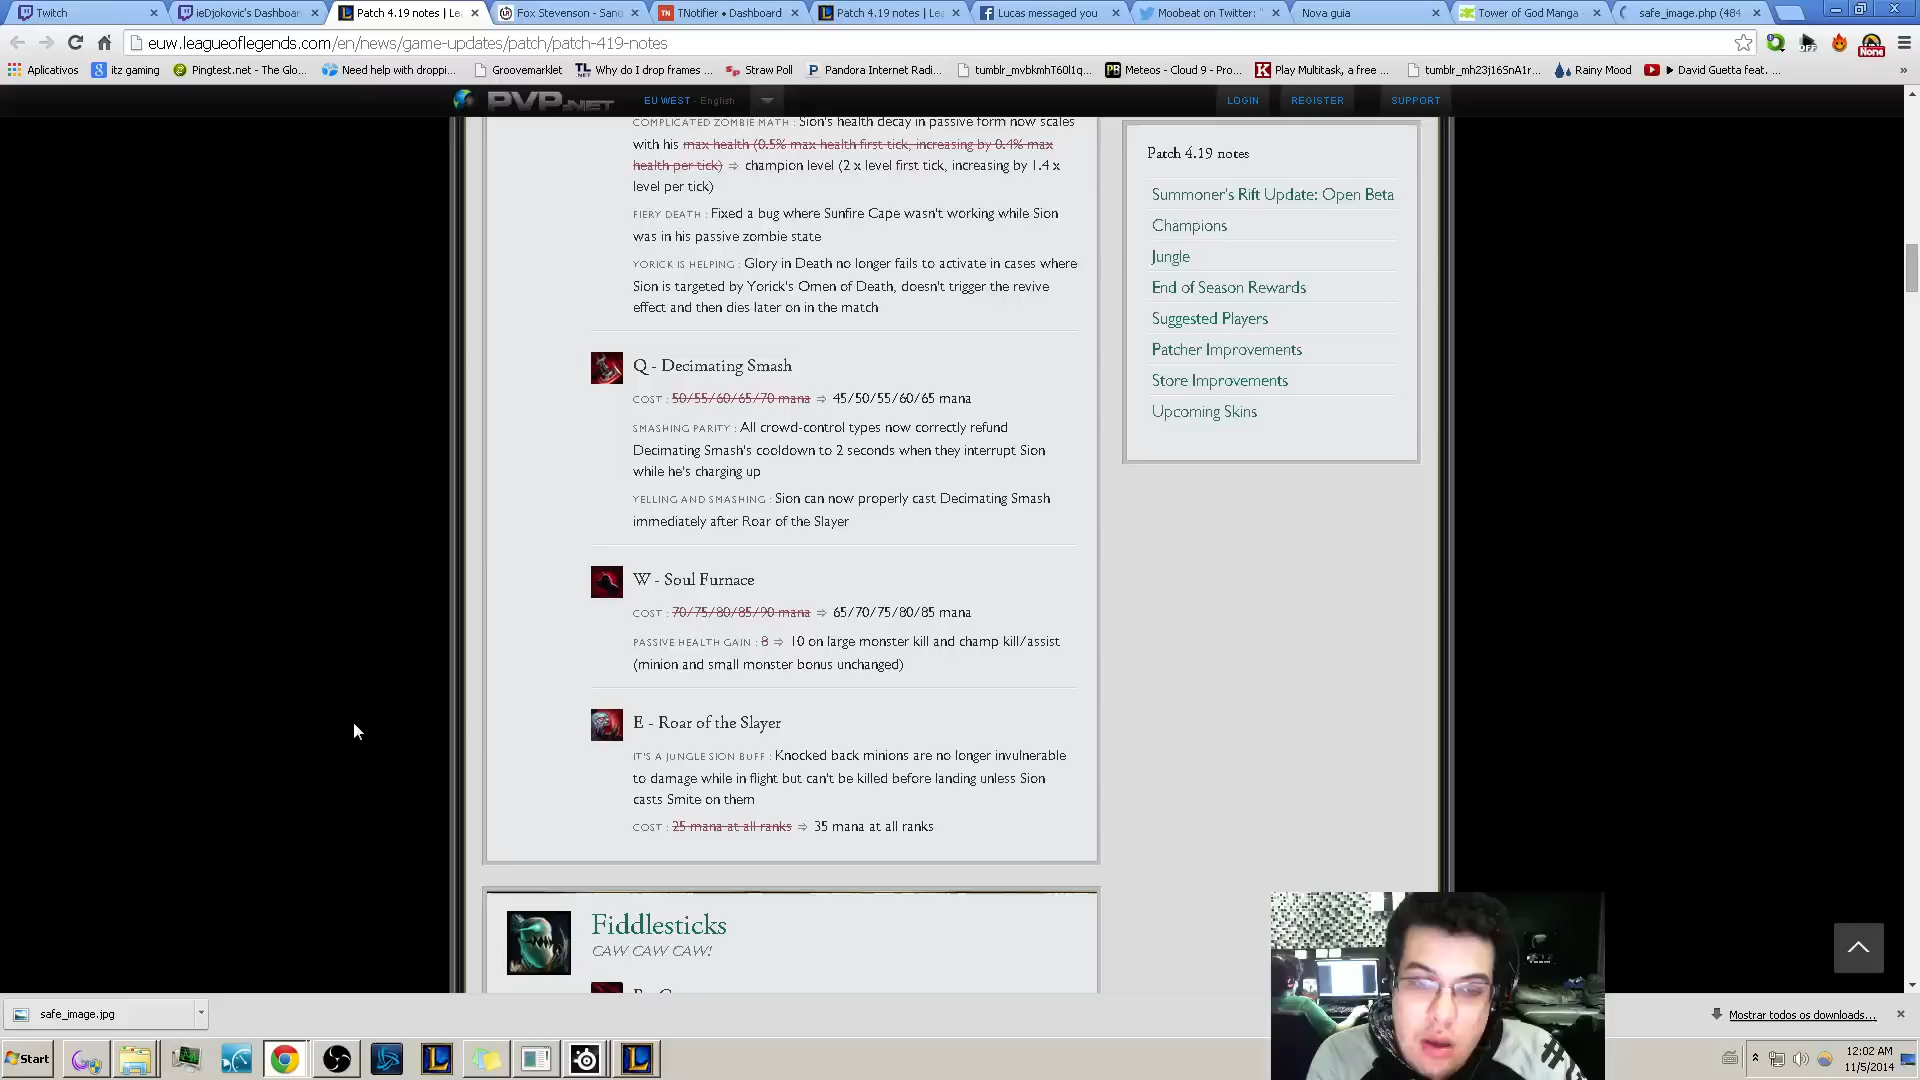 Twitch
ieDjokovic's Dashboar
Patch 4.19 notes | Le
Fox Stevenson - Sand
TNotifier • Dashboard
Patch 4.19 notes | Le
Lucas messaged you
Moobeat on Twitter: "
Nova guia
Tower of God Manga -
safe_image.php (484
euw.leagueoflegends.com/en/news/game-updates/patch/patch-419-notes
OFF
None
Aplicativos
itz gaming
Pingtest.net - The Glo...
Need help with droppi...
Groovemarklet
Why do I drop frames ...
Straw Poll
Pandora Internet Radi...
tumblr_mvbkmhT60l1q...
Meteos - Cloud 9 - Pro...
Play Multitask, a free ...
tumblr_mh23j16SnA1r...
Rainy Mood
► David Guetta feat. ...
»
PVP.NET
EU WEST - English
LOGIN
REGISTER
SUPPORT
COMPLICATED ZOMBIE MATH : Sion's health decay in passive form now scales
with his max health (0.5% max health first tick, increasing by 0.4% max
health per tick) ⇒ champion level (2 x level first tick, increasing by 1.4 x
level per tick)
FIERY DEATH : Fixed a bug where Sunfire Cape wasn't working while Sion
was in his passive zombie state
YORICK IS HELPING : Glory in Death no longer fails to activate in cases where
Sion is targeted by Yorick's Omen of Death, doesn't trigger the revive
effect and then dies later on in the match
Q - Decimating Smash
COST : 50/55/60/65/70 mana ⇒ 45/50/55/60/65 mana
SMASHING PARITY : All crowd-control types now correctly refund
Decimating Smash's cooldown to 2 seconds when they interrupt Sion
while he's charging up
YELLING AND SMASHING : Sion can now properly cast Decimating Smash
immediately after Roar of the Slayer
W - Soul Furnace
COST : 70/75/80/85/90 mana ⇒ 65/70/75/80/85 mana
PASSIVE HEALTH GAIN : 8 ⇒ 10 on large monster kill and champ kill/assist
(minion and small monster bonus unchanged)
E - Roar of the Slayer
IT'S A JUNGLE SION BUFF : Knocked back minions are no longer invulnerable
to damage while in flight but can't be killed before landing unless Sion
casts Smite on them
COST : 25 mana at all ranks ⇒ 35 mana at all ranks
Fiddlesticks
CAW CAW CAW!
Patch 4.19 notes
Summoner's Rift Update: Open Beta
Champions
Jungle
End of Season Rewards
Suggested Players
Patcher Improvements
Store Improvements
Upcoming Skins
safe_image.jpg
Mostrar todos os downloads...
Start
12:02 AM
11/5/2014